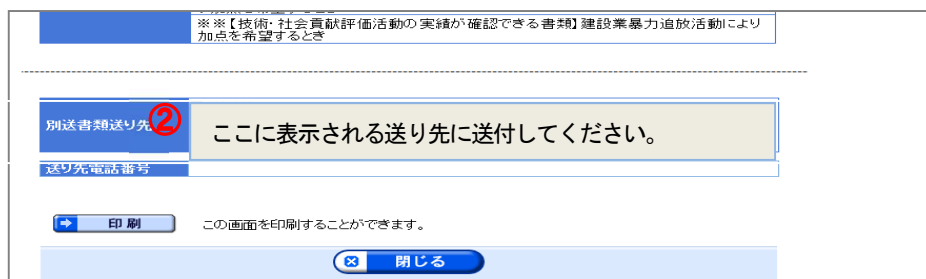 ※※【技術・社会貢献評価活動の実績が確認できる書類】建設業暴力追放活動により
加点を希望するとき
別送書類送り先
②
ここに表示される送り先に送付してください。
送り先電話番号
印刷
この画面を印刷することができます。
閉じる